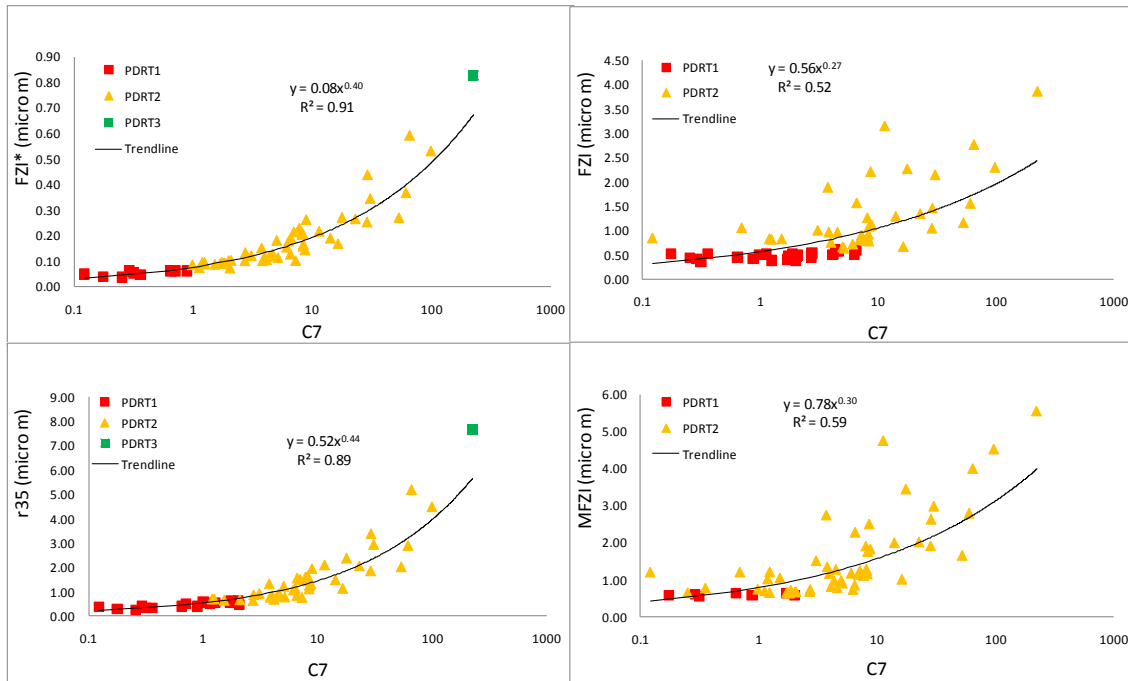 FZI* (micro m)
0.90
0.80
0.70
0.60
0.50
0.40
0.30
0.20
0.10
0.00
PDRT1
PDRT2
PDRT3
Trendline
y = 0.08x^0.40
R² = 0.91
0.1 1 10 100 1000
C7
FZI (micro m)
4.50
4.00
3.50
3.00
2.50
2.00
1.50
1.00
0.50
0.00
PDRT1
PDRT2
Trendline
y = 0.56x^0.27
R² = 0.52
0.1 1 10 100 1000
C7
r35 (micro m)
9.00
8.00
7.00
6.00
5.00
4.00
3.00
2.00
1.00
0.00
PDRT1
PDRT2
PDRT3
Trendline
y = 0.52x^0.44
R² = 0.89
0.1 1 10 100 1000
C7
MFZI (micro m)
6.00
5.00
4.00
3.00
2.00
1.00
0.00
PDRT1
PDRT2
Trendline
y = 0.78x^0.30
R² = 0.59
0.1 1 10 100 1000
C7